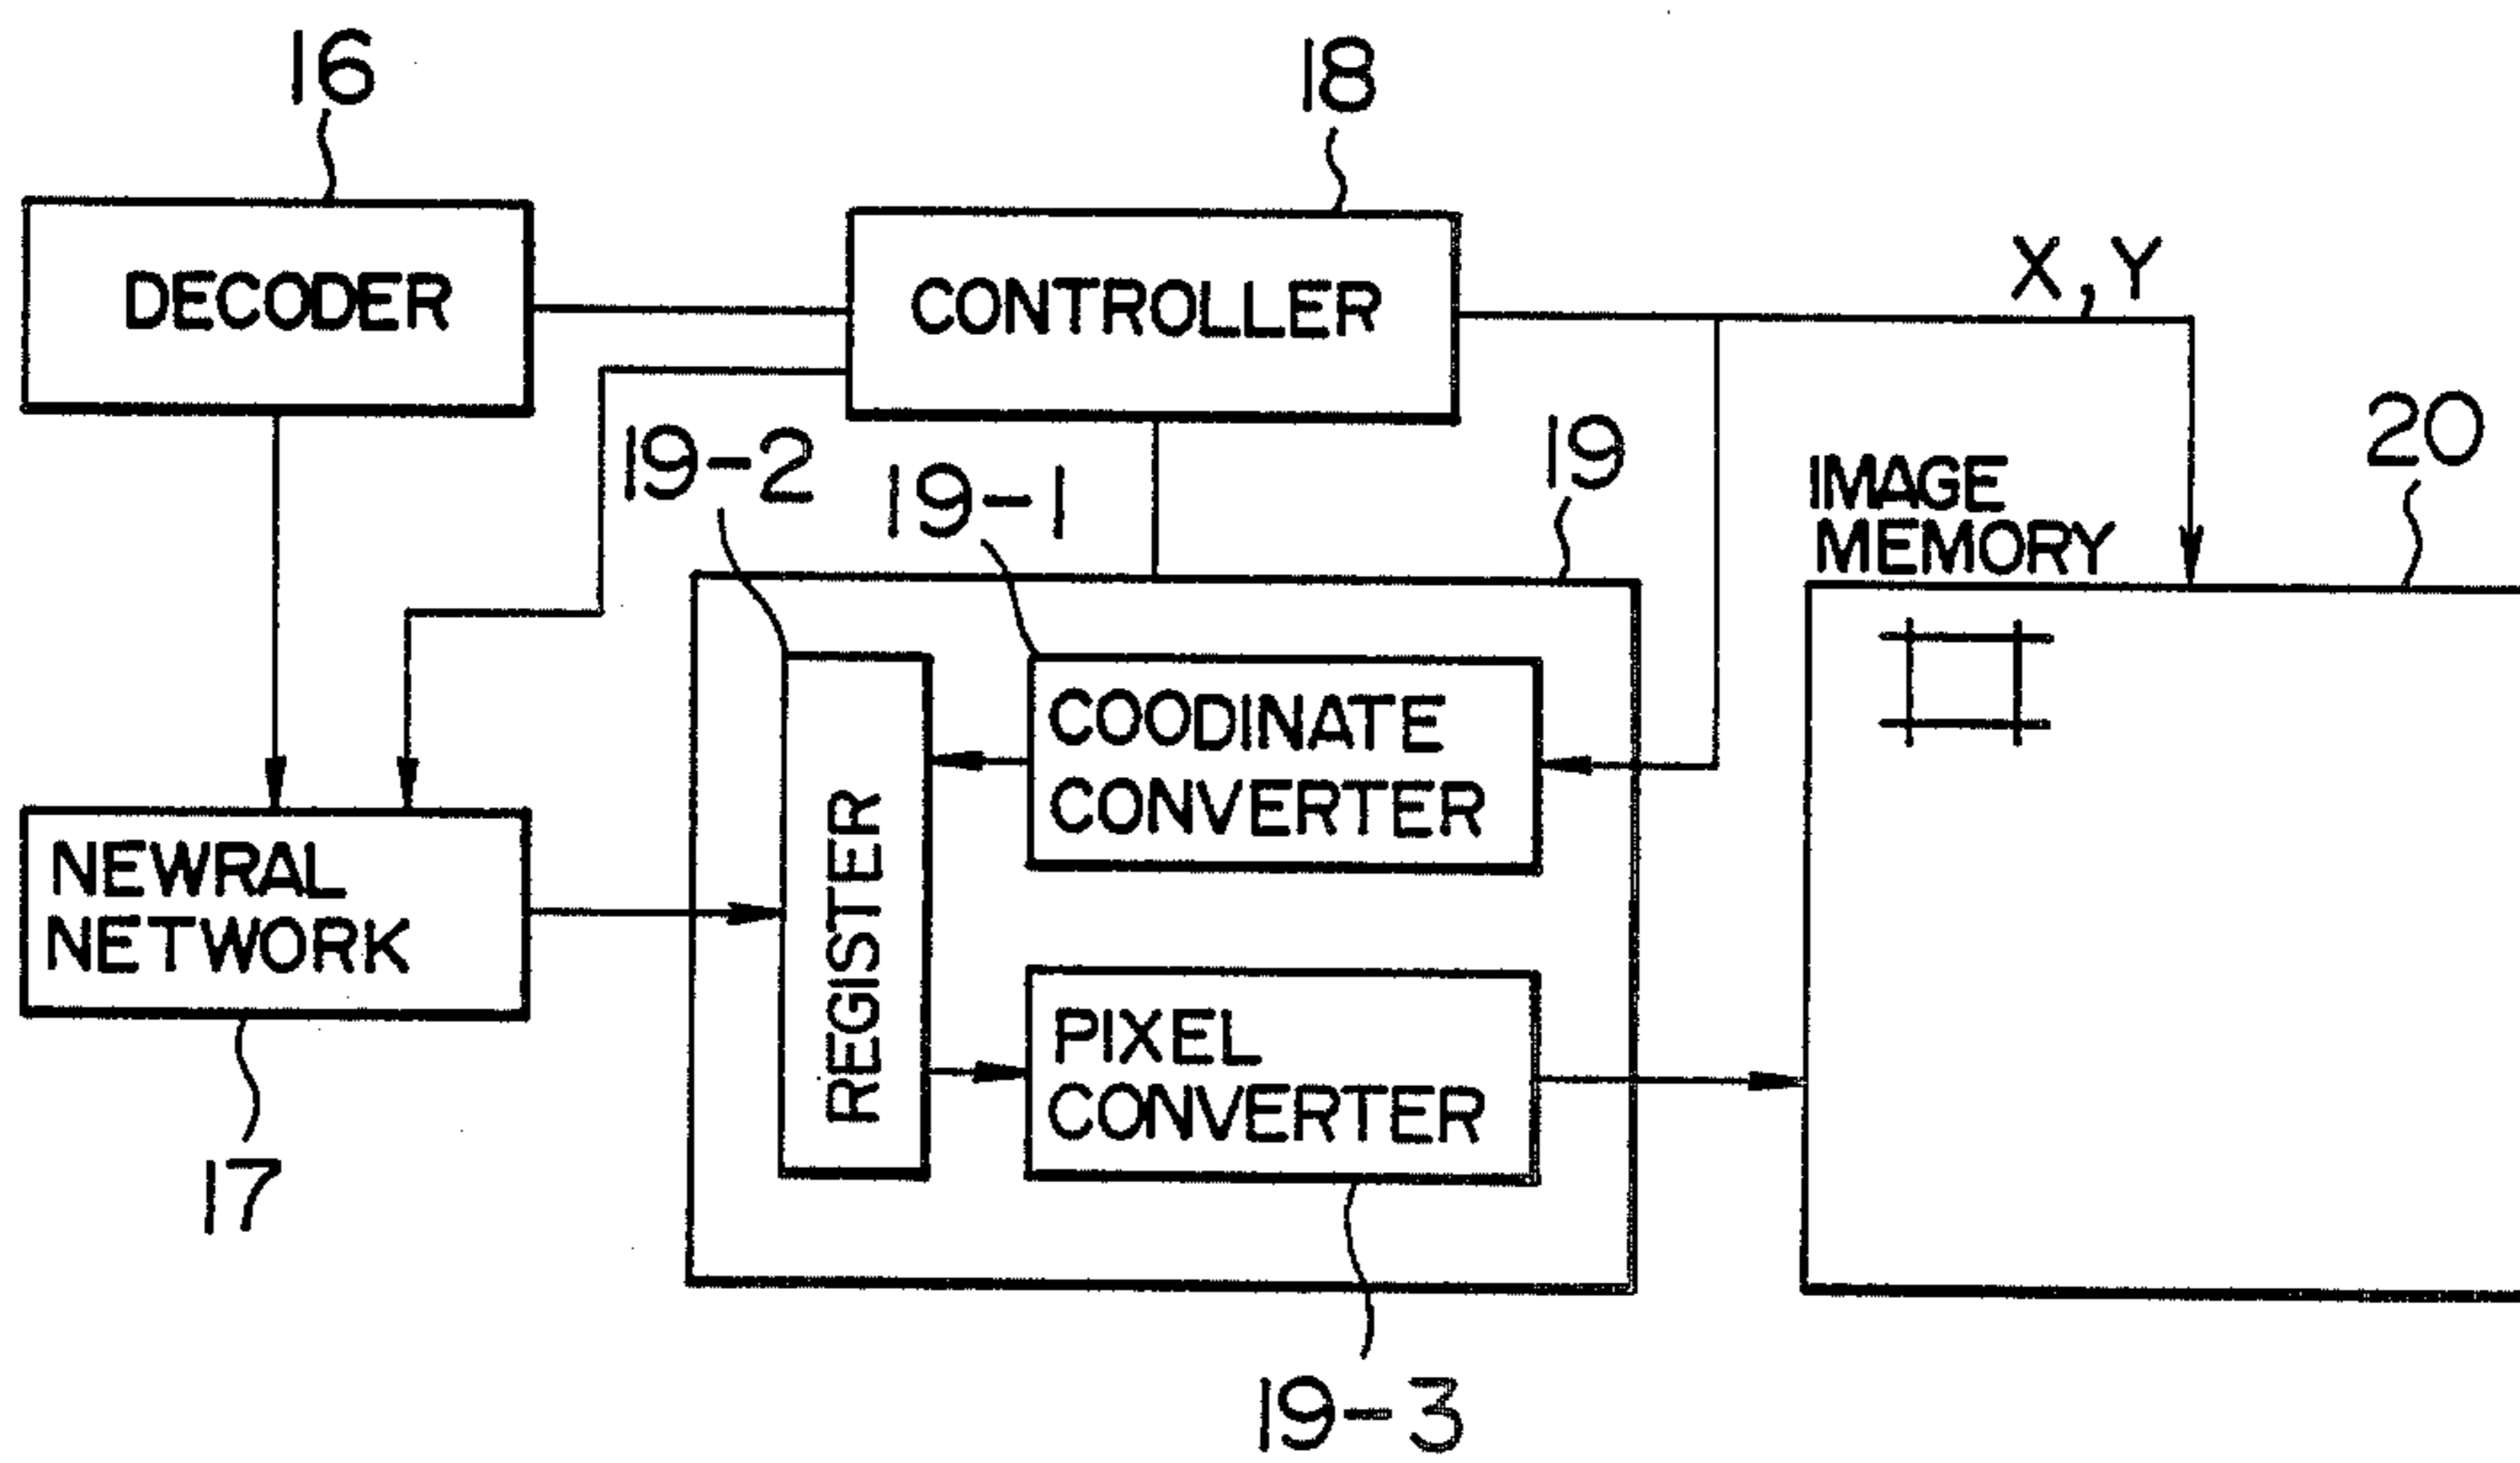 16
18
DECODER
CONTROLLER
X, Y
19-2
19-1
19
20
IMAGE
MEMORY
COODINATE
CONVERTER
REGISTER
NEWRAL
NETWORK
PIXEL
CONVERTER
17
19-3